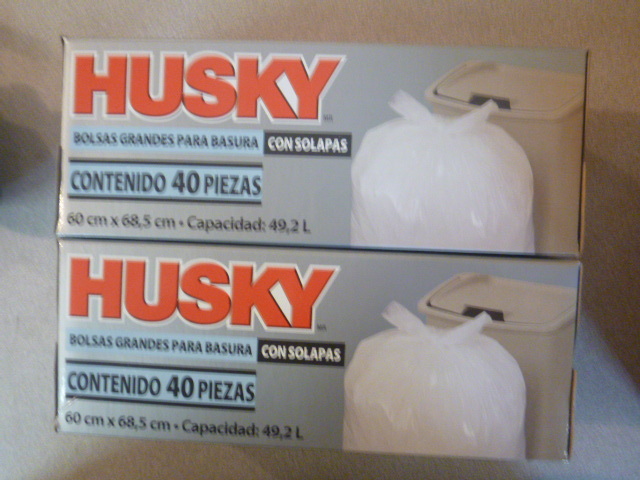 HUSKY
BOLSAS GRANDES PARA BASURA CON SOLAPAS
CONTENIDO 40 PIEZAS
60 cm x 68,5 cm • Capacidad: 49,2 L
HUSKY
BOLSAS GRANDES PARA BASURA CON SOLAPAS
CONTENIDO 40 PIEZAS
60 cm x 68,5 cm • Capacidad: 49,2 L